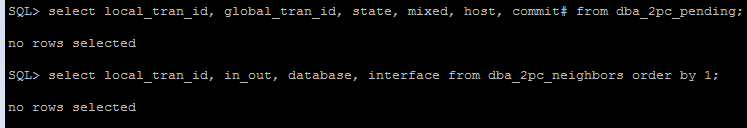 SQL> select local_tran_id, global_tran_id, state, mixed, host, commit# from dba_2pc_pending;
no rows selected
SQL> select local_tran_id, in_out, database, interface from dba_2pc_neighbors order by 1;
no rows selected